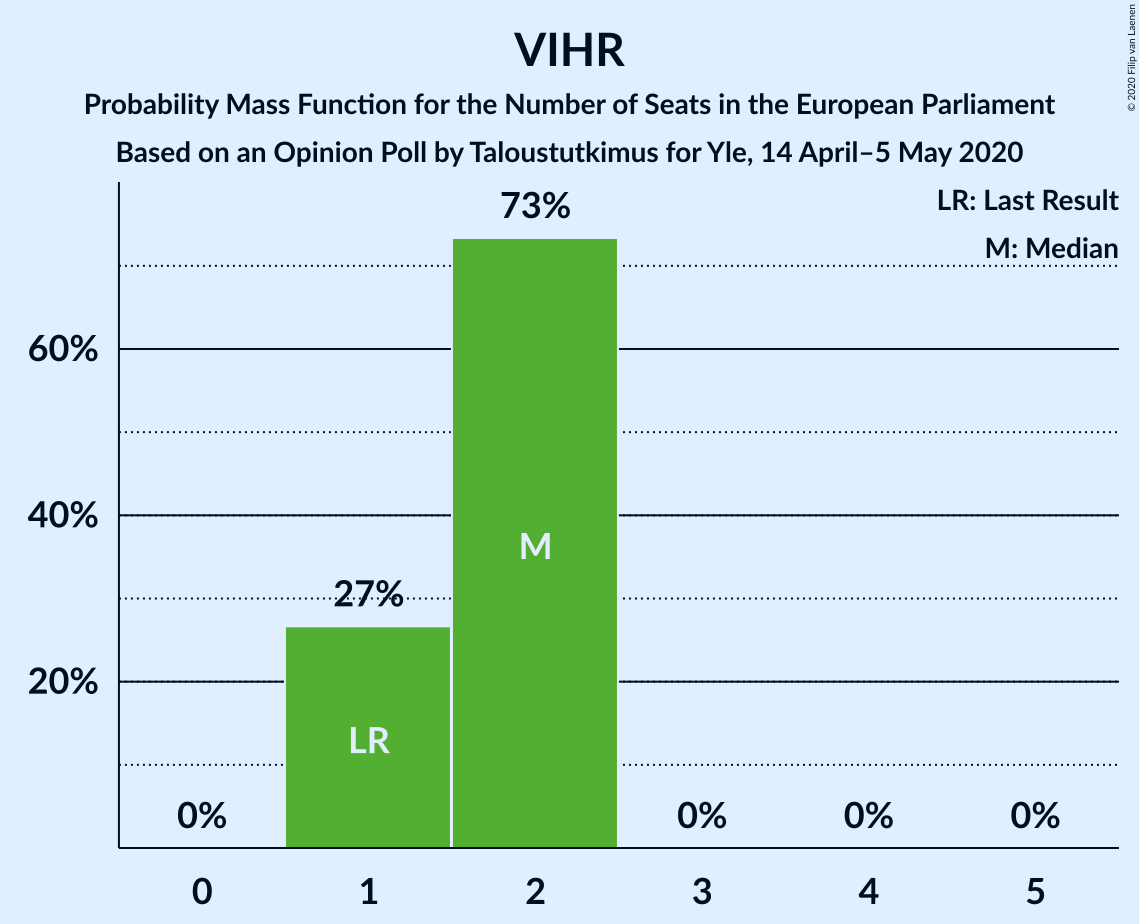 VIHR
Probability Mass Function for the Number of Seats in the European Parliament
Based on an Opinion Poll by Taloustutkimus for Yle, 14 April–5 May 2020
© 2020 Filip van Laenen
LR: Last Result
M: Median
73%
60%
40%
M
27%
20%
LR
0%
0%
0%
0%
0
1
2
3
4
5